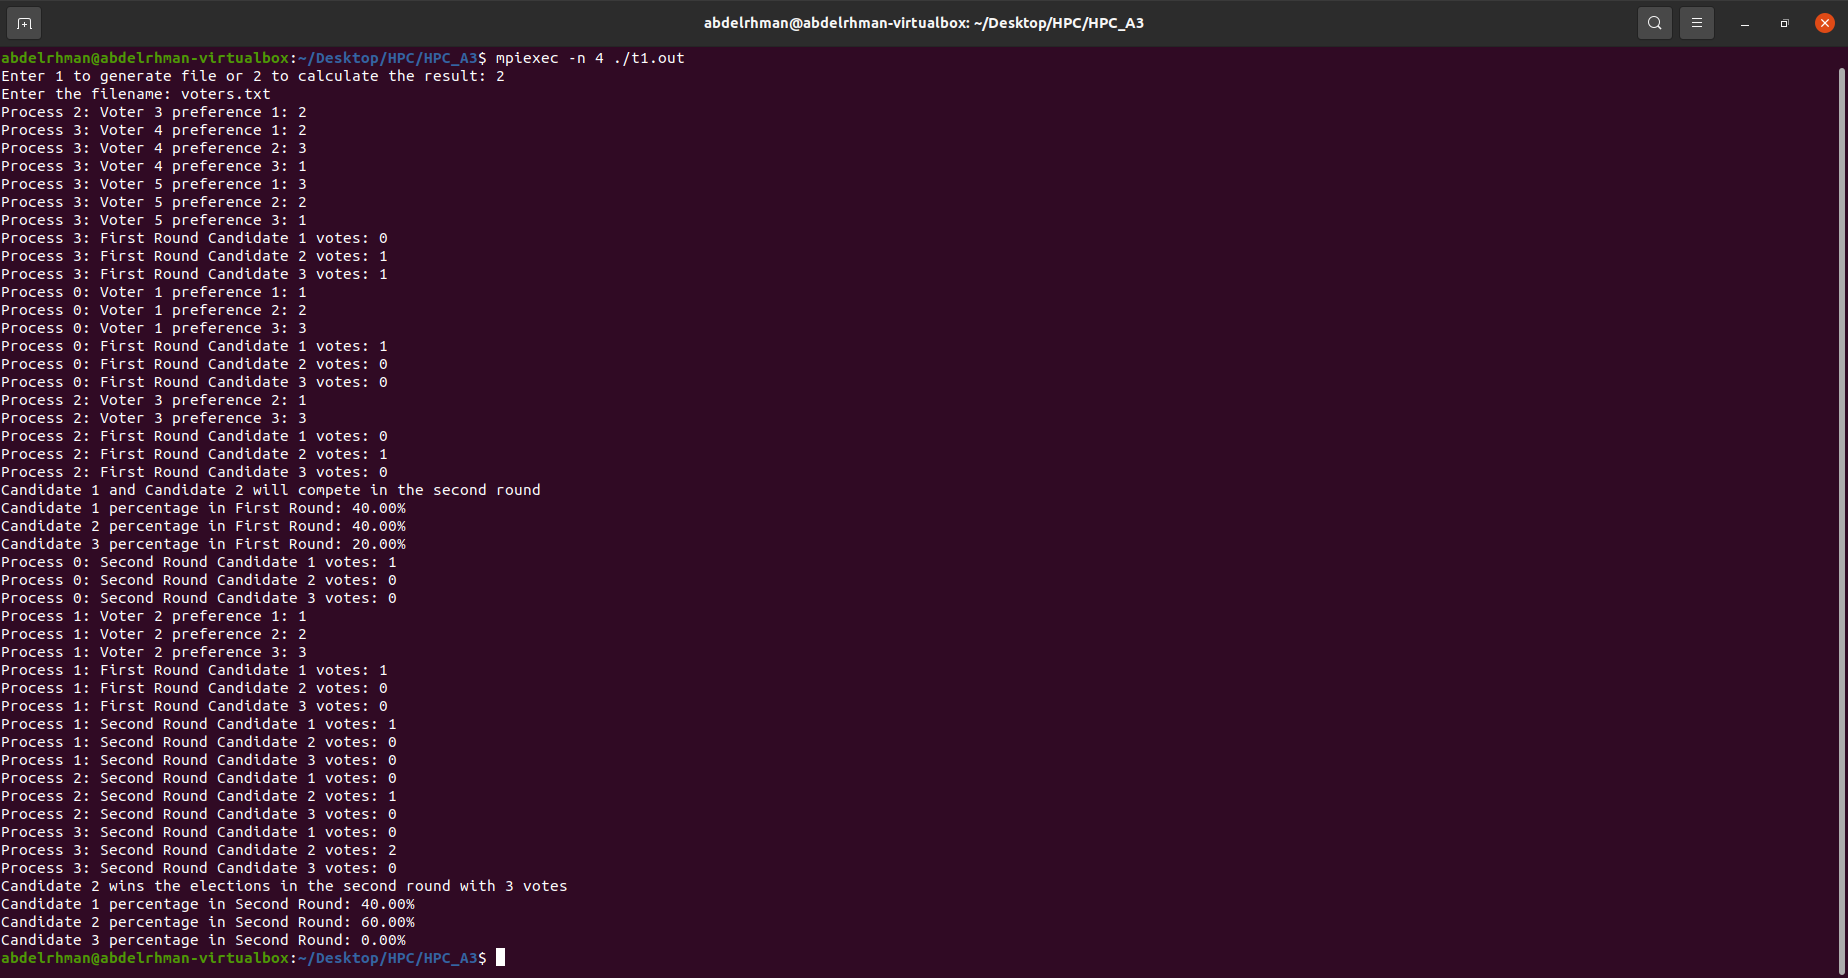 abdelrhman@abdelrhman-virtualbox: ~/Desktop/HPC/HPC_A3
abdelrhman@abdelrhman-virtualbox:~/Desktop/HPC/HPC_A3$ mpiexec -n 4 ./t1.out
Enter 1 to generate file or 2 to calculate the result: 2
Enter the filename: voters.txt
Process 2: Voter 3 preference 1: 2
Process 3: Voter 4 preference 1: 2
Process 3: Voter 4 preference 2: 3
Process 3: Voter 4 preference 3: 1
Process 3: Voter 5 preference 1: 3
Process 3: Voter 5 preference 2: 2
Process 3: Voter 5 preference 3: 1
Process 3: First Round Candidate 1 votes: 0
Process 3: First Round Candidate 2 votes: 1
Process 3: First Round Candidate 3 votes: 1
Process 0: Voter 1 preference 1: 1
Process 0: Voter 1 preference 2: 2
Process 0: Voter 1 preference 3: 3
Process 0: First Round Candidate 1 votes: 1
Process 0: First Round Candidate 2 votes: 0
Process 0: First Round Candidate 3 votes: 0
Process 2: Voter 3 preference 2: 1
Process 2: Voter 3 preference 3: 3
Process 2: First Round Candidate 1 votes: 0
Process 2: First Round Candidate 2 votes: 1
Process 2: First Round Candidate 3 votes: 0
Candidate 1 and Candidate 2 will compete in the second round
Candidate 1 percentage in First Round: 40.00%
Candidate 2 percentage in First Round: 40.00%
Candidate 3 percentage in First Round: 20.00%
Process 0: Second Round Candidate 1 votes: 1
Process 0: Second Round Candidate 2 votes: 0
Process 0: Second Round Candidate 3 votes: 0
Process 1: Voter 2 preference 1: 1
Process 1: Voter 2 preference 2: 2
Process 1: Voter 2 preference 3: 3
Process 1: First Round Candidate 1 votes: 1
Process 1: First Round Candidate 2 votes: 0
Process 1: First Round Candidate 3 votes: 0
Process 1: Second Round Candidate 1 votes: 1
Process 1: Second Round Candidate 2 votes: 0
Process 1: Second Round Candidate 3 votes: 0
Process 2: Second Round Candidate 1 votes: 0
Process 2: Second Round Candidate 2 votes: 1
Process 2: Second Round Candidate 3 votes: 0
Process 3: Second Round Candidate 1 votes: 0
Process 3: Second Round Candidate 2 votes: 2
Process 3: Second Round Candidate 3 votes: 0
Candidate 2 wins the elections in the second round with 3 votes
Candidate 1 percentage in Second Round: 40.00%
Candidate 2 percentage in Second Round: 60.00%
Candidate 3 percentage in Second Round: 0.00%
abdelrhman@abdelrhman-virtualbox:~/Desktop/HPC/HPC_A3$